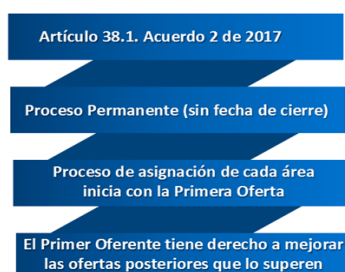 Artículo 38.1. Acuerdo 2 de 2017
Proceso Permanente (sin fecha de cierre)
Proceso de asignación de cada área
inicia con la Primera Oferta
El Primer Oferente tiene derecho a mejorar
las ofertas posteriores que lo superen